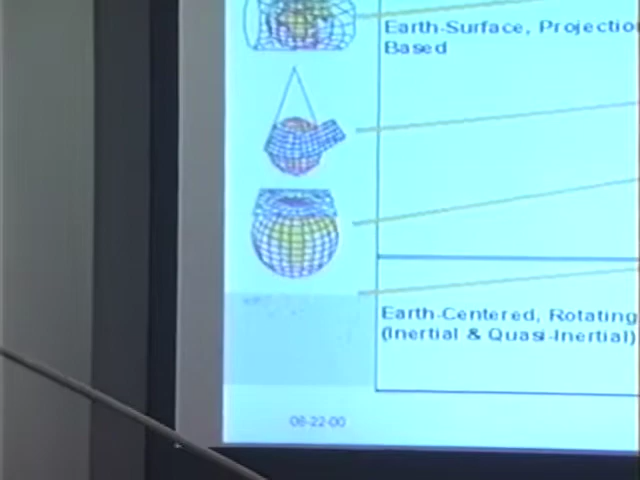 Earth-Surface, Projectio
Based
Earth-Centered, Rotating
(Inertial & Quasi-Inertial)
06-22-00